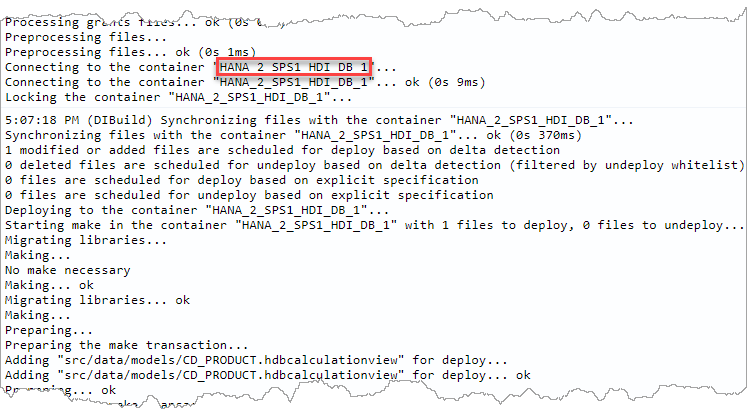 Processing grants files... ok (0s
Preprocessing files...
Preprocessing files... ok (0s 1ms)
Connecting to the container "HANA_2_SPS1_HDI_DB_1"...
Connecting to the container "HANA_2_SPS1_HDI_DB_1"... ok (0s 9ms)
Locking the container "HANA_2_SPS1_HDI_DB_1"...
5:07:18 PM (DIBuild) Synchronizing files with the container "HANA_2_SPS1_HDI_DB_1"...
Synchronizing files with the container "HANA_2_SPS1_HDI_DB_1"... ok (0s 370ms)
1 modified or added files are scheduled for deploy based on delta detection
0 deleted files are scheduled for undeploy based on delta detection (filtered by undeploy whitelist)
0 files are scheduled for deploy based on explicit specification
0 files are scheduled for undeploy based on explicit specification
Deploying to the container "HANA_2_SPS1_HDI_DB_1"...
Starting make in the container "HANA_2_SPS1_HDI_DB_1" with 1 files to deploy, 0 files to undeploy...
Migrating libraries...
Making...
No make necessary
Making... ok
Migrating libraries... ok
Making...
Preparing...
Preparing the make transaction...
Adding "src/data/models/CD_PRODUCT.hdbcalculationview" for deploy...
Adding "src/data/models/CD_PRODUCT.hdbcalculationview" for deploy... ok
ok